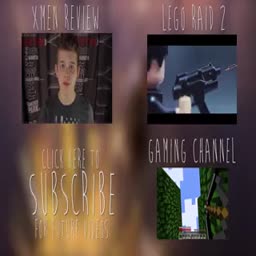 XMEN REVIEW
LEGO RAID 2
CLICK HERE TO
SUBSCRIBE
FOR FUTURE VIDEOS
GAMING CHANNEL